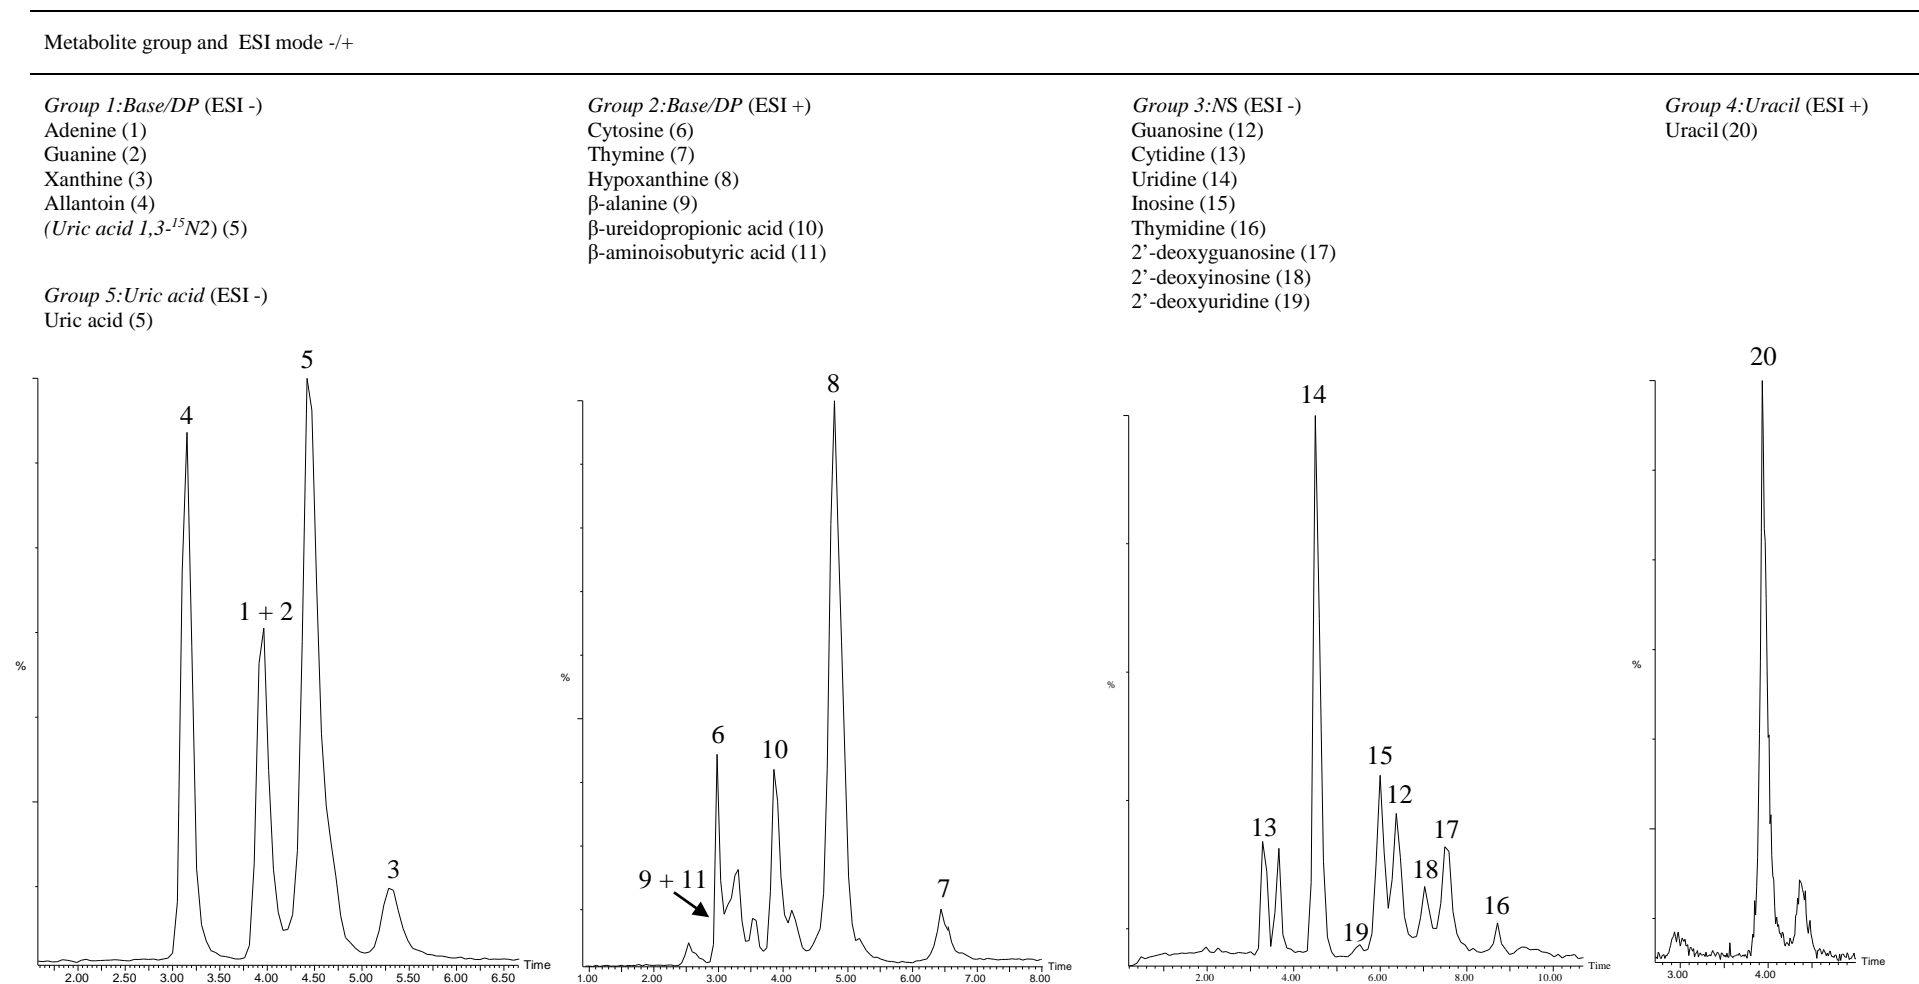 Metabolite group and ESI mode -/+
Group 1:Base/DP (ESI -)
Adenine (1)
Guanine (2)
Xanthine (3)
Allantoin (4)
(Uric acid 1,3-15N2) (5)
Group 5:Uric acid (ESI -)
Uric acid (5)
Group 2:Base/DP (ESI +)
Cytosine (6)
Thymine (7)
Hypoxanthine (8)
β-alanine (9)
β-ureidopropionic acid (10)
β-aminoisobutyric acid (11)
Group 3:NS (ESI -)
Guanosine (12)
Cytidine (13)
Uridine (14)
Inosine (15)
Thymidine (16)
2’-deoxyguanosine (17)
2’-deoxyinosine (18)
2’-deoxyuridine (19)
Group 4:Uracil (ESI +)
Uracil (20)
5
4
1 + 2
3
%
2.00 2.50 3.00 3.50 4.00 4.50 5.00 5.50 6.00 6.50 Time
8
6
10
9 + 11
7
%
1.00 2.00 3.00 4.00 5.00 6.00 7.00 8.00 Time
14
15
12
13
17
18
16
19
%
2.00 4.00 6.00 8.00 10.00 Time
20
%
3.00 4.00 Time